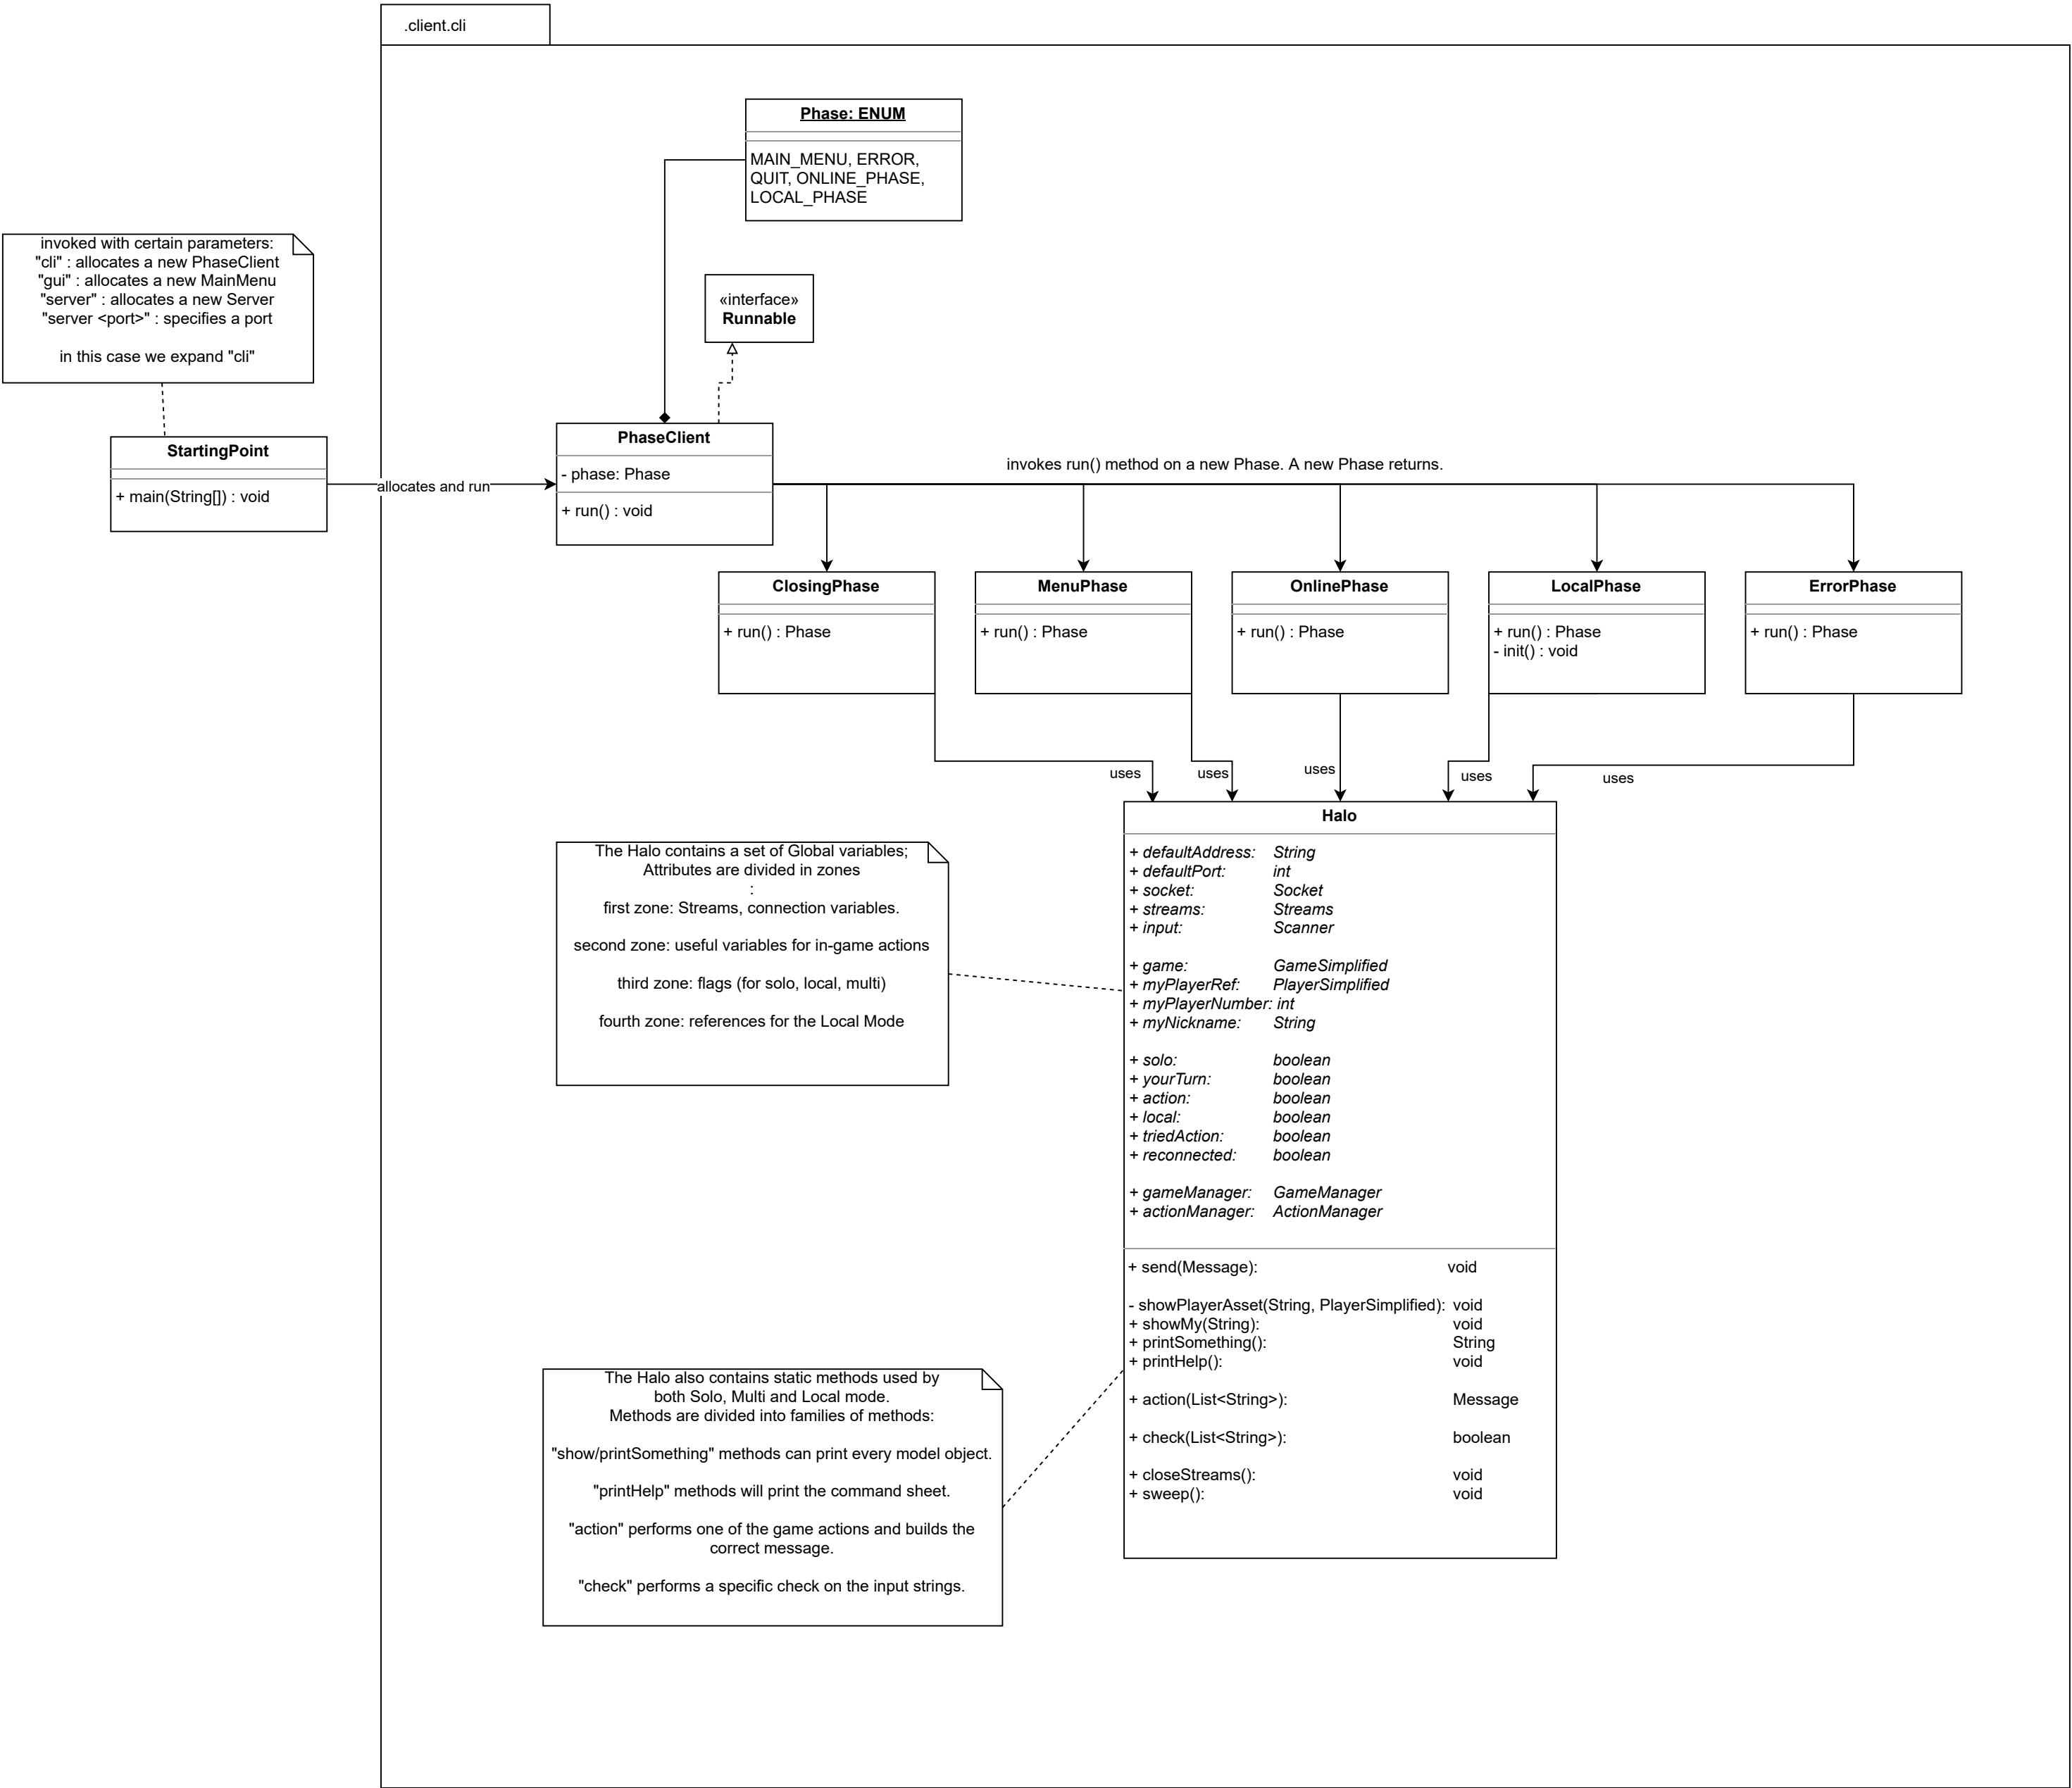 .client.cli
Phase: ENUM
MAIN_MENU, ERROR,
QUIT, ONLINE_PHASE,
LOCAL_PHASE
invoked with certain parameters:
"cli" : allocates a new PhaseClient
"gui" : allocates a new MainMenu
"server" : allocates a new Server
"server <port>" : specifies a port
in this case we expand "cli"
«interface»
Runnable
StartingPoint
+ main(String[]) : void
allocates and run
PhaseClient
- phase: Phase
+ run() : void
invokes run() method on a new Phase. A new Phase returns.
ClosingPhase
+ run() : Phase
MenuPhase
+ run() : Phase
OnlinePhase
+ run() : Phase
LocalPhase
+ run() : Phase
- init() : void
ErrorPhase
+ run() : Phase
uses
uses
uses
uses
uses
The Halo contains a set of Global variables;
Attributes are divided in zones
:
first zone: Streams, connection variables.
second zone: useful variables for in-game actions
third zone: flags (for solo, local, multi)
fourth zone: references for the Local Mode
Halo
+ defaultAddress: String
+ defaultPort: int
+ socket: Socket
+ streams: Streams
+ input: Scanner
+ game: GameSimplified
+ myPlayerRef: PlayerSimplified
+ myPlayerNumber: int
+ myNickname: String
+ solo: boolean
+ yourTurn: boolean
+ action: boolean
+ local: boolean
+ triedAction: boolean
+ reconnected: boolean
+ gameManager: GameManager
+ actionManager: ActionManager
+ send(Message): void
- showPlayerAsset(String, PlayerSimplified): void
+ showMy(String): void
+ printSomething(): String
+ printHelp(): void
+ action(List<String>): Message
+ check(List<String>): boolean
+ closeStreams(): void
+ sweep(): void
The Halo also contains static methods used by
both Solo, Multi and Local mode.
Methods are divided into families of methods:
"show/printSomething" methods can print every model object.
"printHelp" methods will print the command sheet.
"action" performs one of the game actions and builds the
correct message.
"check" performs a specific check on the input strings.